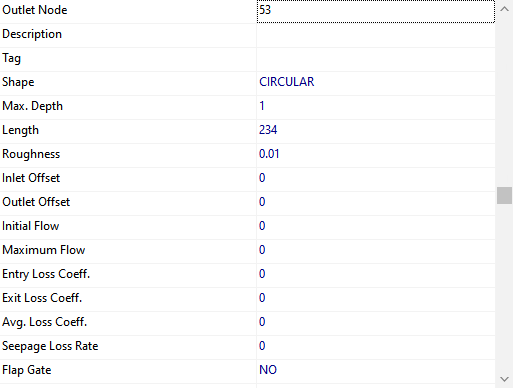 Outlet Node 53
Description
Tag
Shape CIRCULAR
Max. Depth 1
Length 234
Roughness 0.01
Inlet Offset 0
Outlet Offset 0
Initial Flow 0
Maximum Flow 0
Entry Loss Coeff. 0
Exit Loss Coeff. 0
Avg. Loss Coeff. 0
Seepage Loss Rate 0
Flap Gate NO